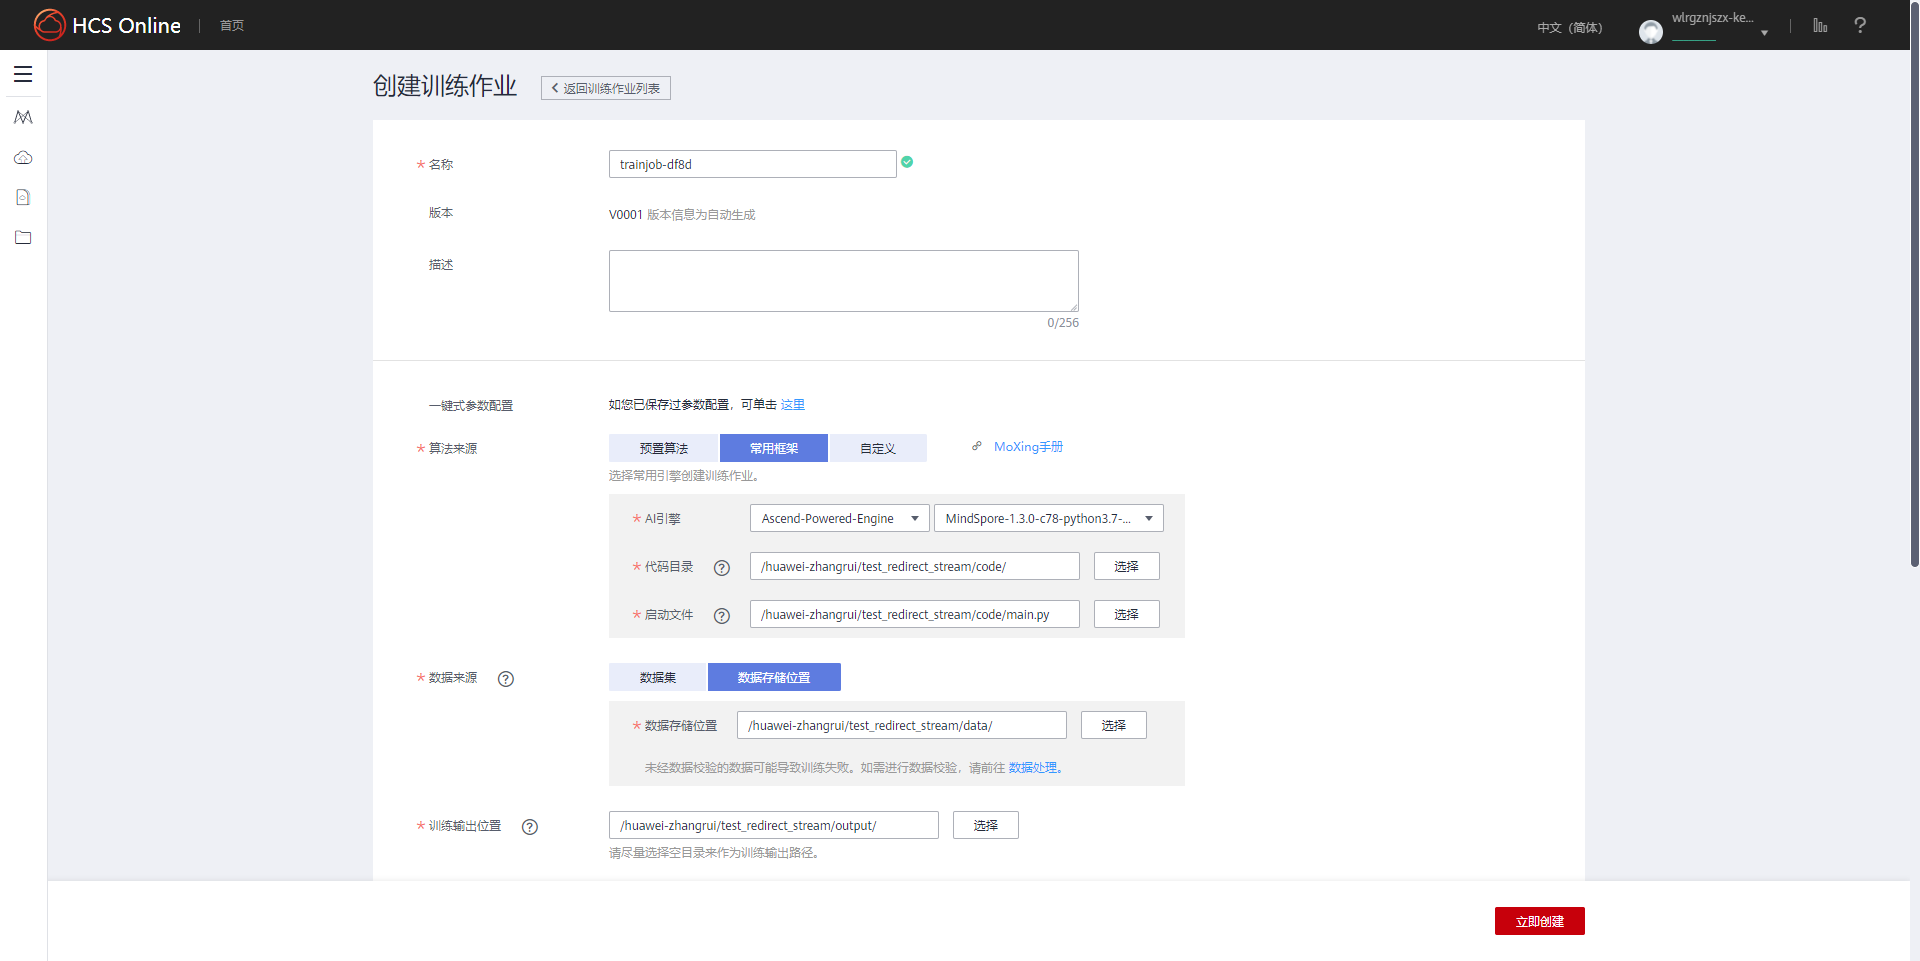 HCS Online 首页 中文（简体） wlrgznjszx-ke...
创建训练作业 返回训练作业列表
* 名称 trainjob-df8d
版本 V0001 版本信息为自动生成
描述
0/256
一键式参数配置 如您已保存过参数配置，可单击 这里
* 算法来源 预置算法 常用框架 自定义 MoXing手册
选择常用引擎创建训练作业。
* AI引擎 Ascend-Powered-Engine MindSpore-1.3.0-c78-python3.7-...
* 代码目录 ? /huawei-zhangrui/test_redirect_stream/code/ 选择
* 启动文件 ? /huawei-zhangrui/test_redirect_stream/code/main.py 选择
* 数据来源 ? 数据集 数据存储位置
* 数据存储位置 /huawei-zhangrui/test_redirect_stream/data/ 选择
未经数据校验的数据可能导致训练失败。如需进行数据校验，请前往 数据处理。
* 训练输出位置 ? /huawei-zhangrui/test_redirect_stream/output/ 选择
请尽量选择空目录来作为训练输出路径。
立即创建